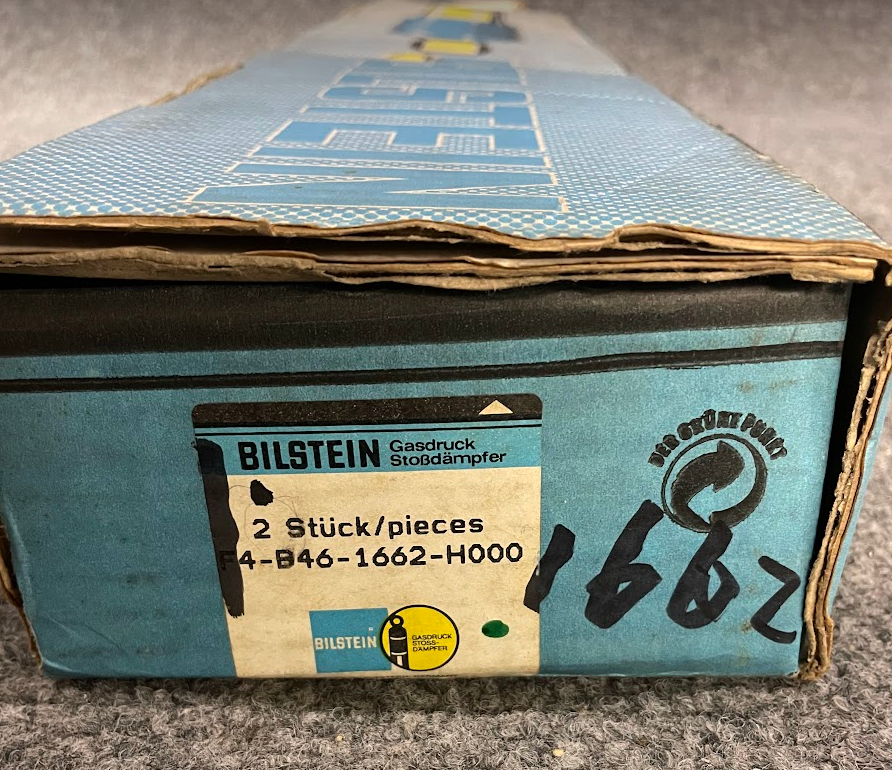 BILSTEIN Gasdruck
Stoßdämpfer
DER GRÜNE PUNKT
2 Stück/pieces
F4-B46-1662-H000
1662
BILSTEIN
GASDRUCK
STOSS-
DÄMPFER